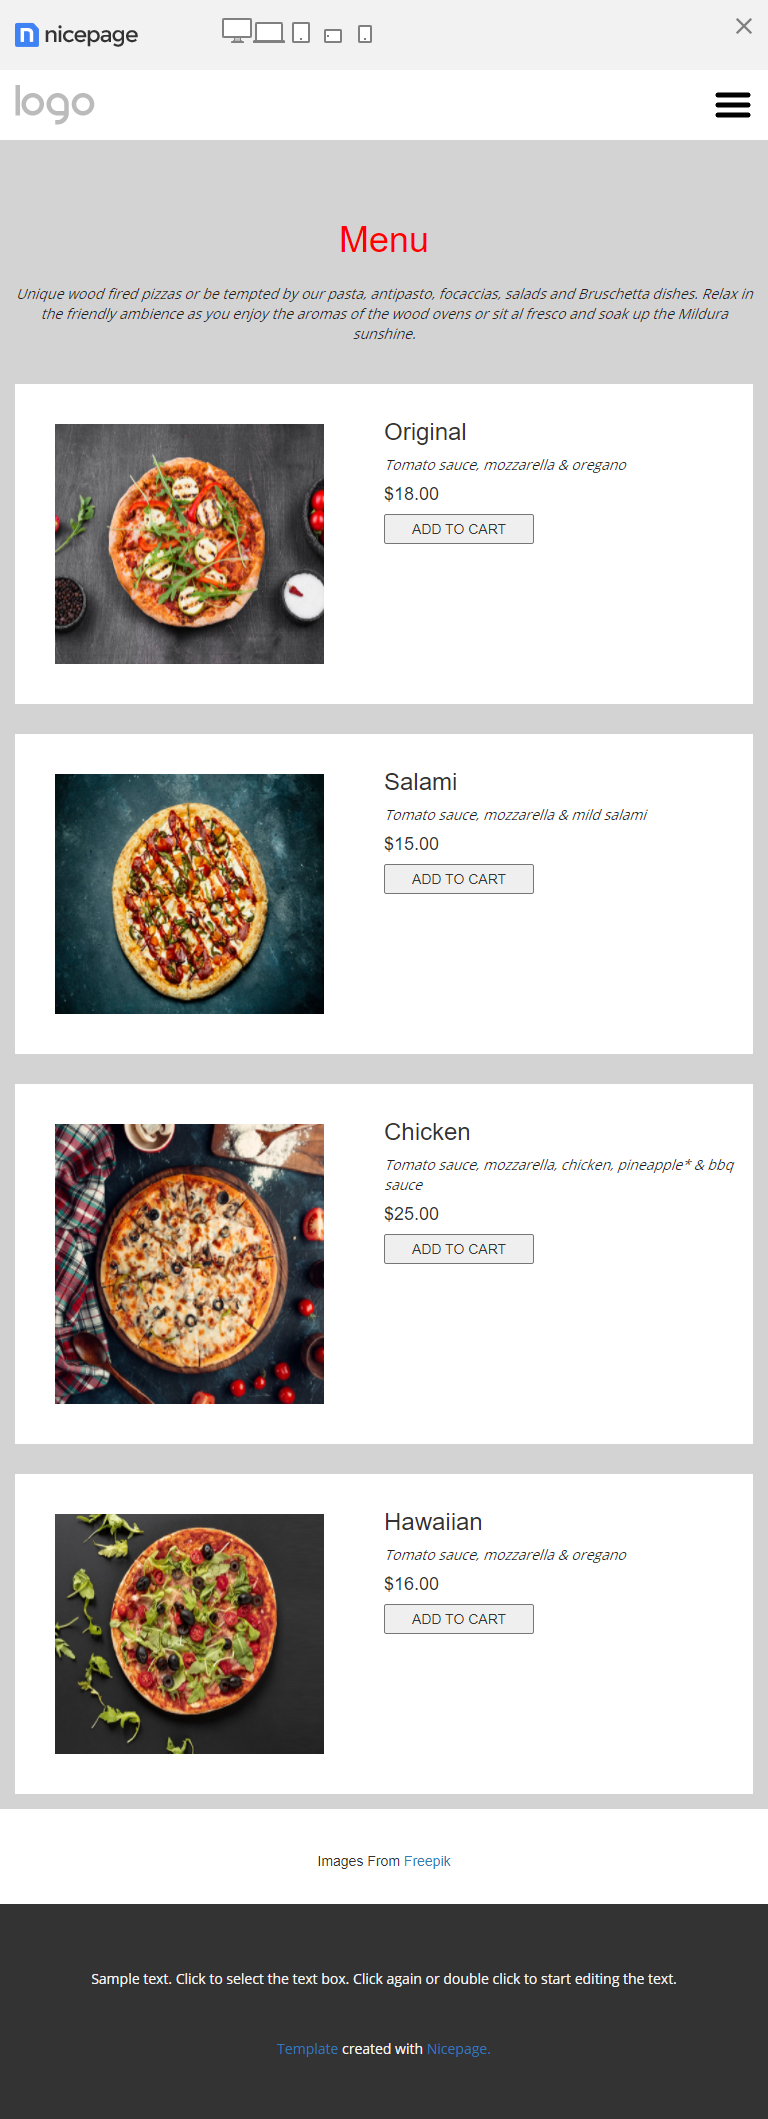 nicepage
logo
Menu
Unique wood fired pizzas or be tempted by our pasta, antipasto, focaccias, salads and Bruschetta dishes. Relax in
the friendly ambience as you enjoy the aromas of the wood ovens or sit al fresco and soak up the Mildura
sunshine.
Original
Tomato sauce, mozzarella & oregano
$18.00
ADD TO CART
Salami
Tomato sauce, mozzarella & mild salami
$15.00
ADD TO CART
Chicken
Tomato sauce, mozzarella, chicken, pineapple* & bbq
sauce
$25.00
ADD TO CART
Hawaiian
Tomato sauce, mozzarella & oregano
$16.00
ADD TO CART
Images From Freepik
Sample text. Click to select the text box. Click again or double click to start editing the text.
Template created with Nicepage.